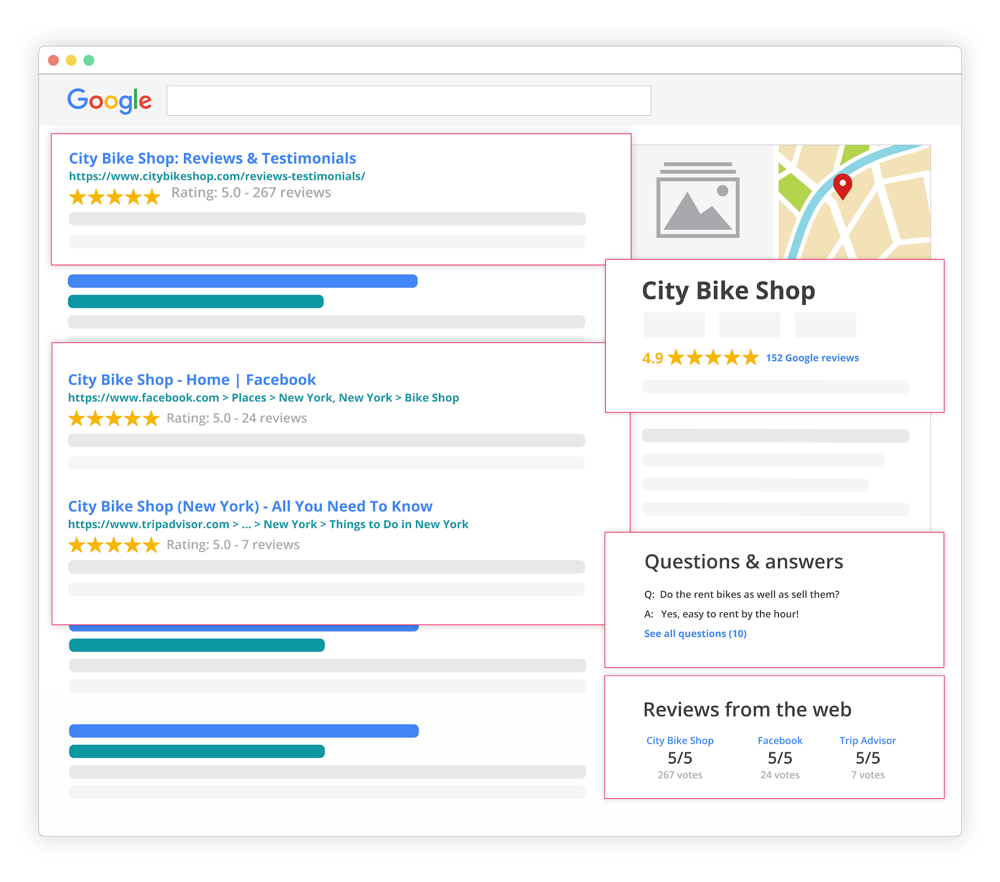 Google
City Bike Shop: Reviews & Testimonials
https://www.citybikeshop.com/reviews-testimonials/
Rating: 5.0 - 267 reviews
City Bike Shop - Home | Facebook
https://www.facebook.com > Places > New York, New York > Bike Shop
Rating: 5.0 - 24 reviews
City Bike Shop (New York) - All You Need To Know
https://www.tripadvisor.com > ... > New York > Things to Do in New York
Rating: 5.0 - 7 reviews
City Bike Shop
4.9 152 Google reviews
Questions & answers
Q: Do the rent bikes as well as sell them?
A: Yes, easy to rent by the hour!
See all questions (10)
Reviews from the web
City Bike Shop Facebook Trip Advisor
5/5 5/5 5/5
267 votes 24 votes 7 votes